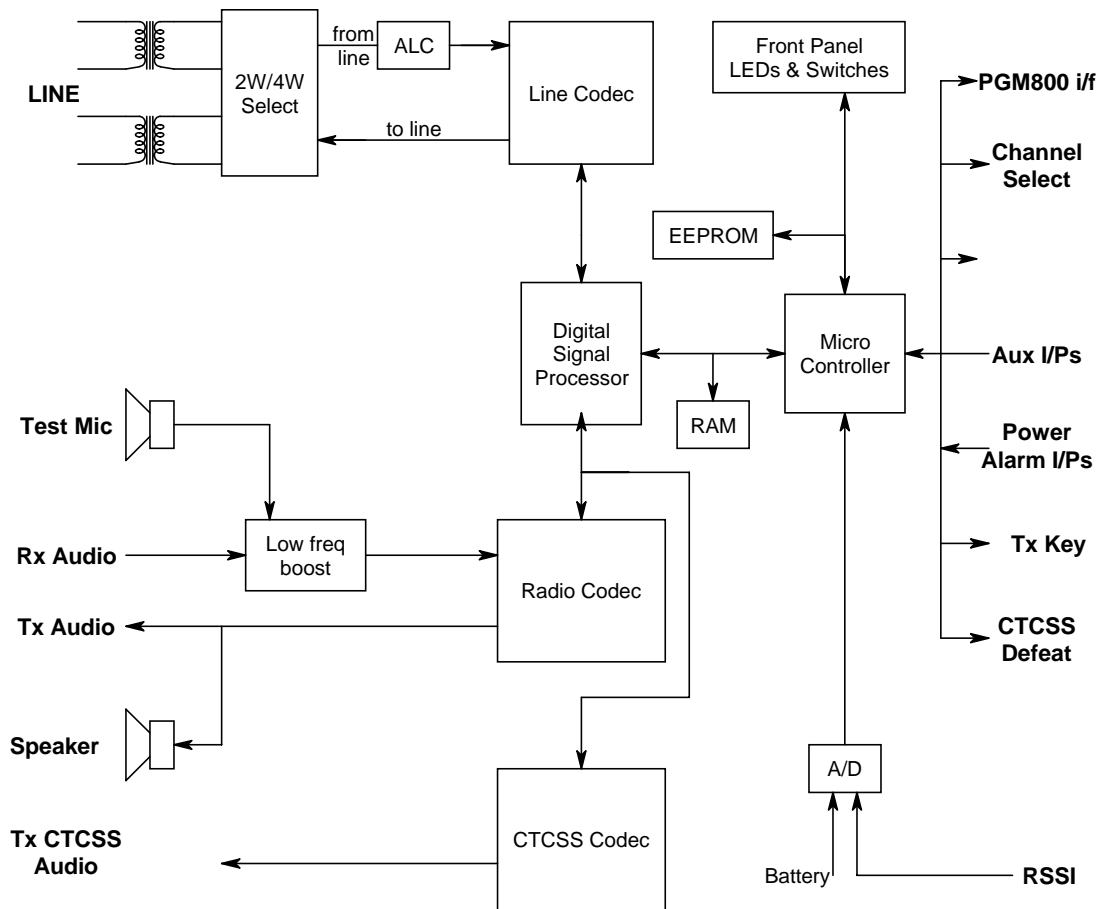 LINE
2W/4W
Select
from
line
ALC
Line Codec
to line
Front Panel
LEDs & Switches
PGM800 i/f
Channel
Select
EEPROM
Digital
Signal
Processor
Micro
Controller
Aux I/Ps
RAM
Test Mic
Power
Alarm I/Ps
Rx Audio
Low freq
boost
Radio Codec
Tx Key
Tx Audio
CTCSS
Defeat
Speaker
A/D
Tx CTCSS
Audio
CTCSS Codec
Battery
RSSI